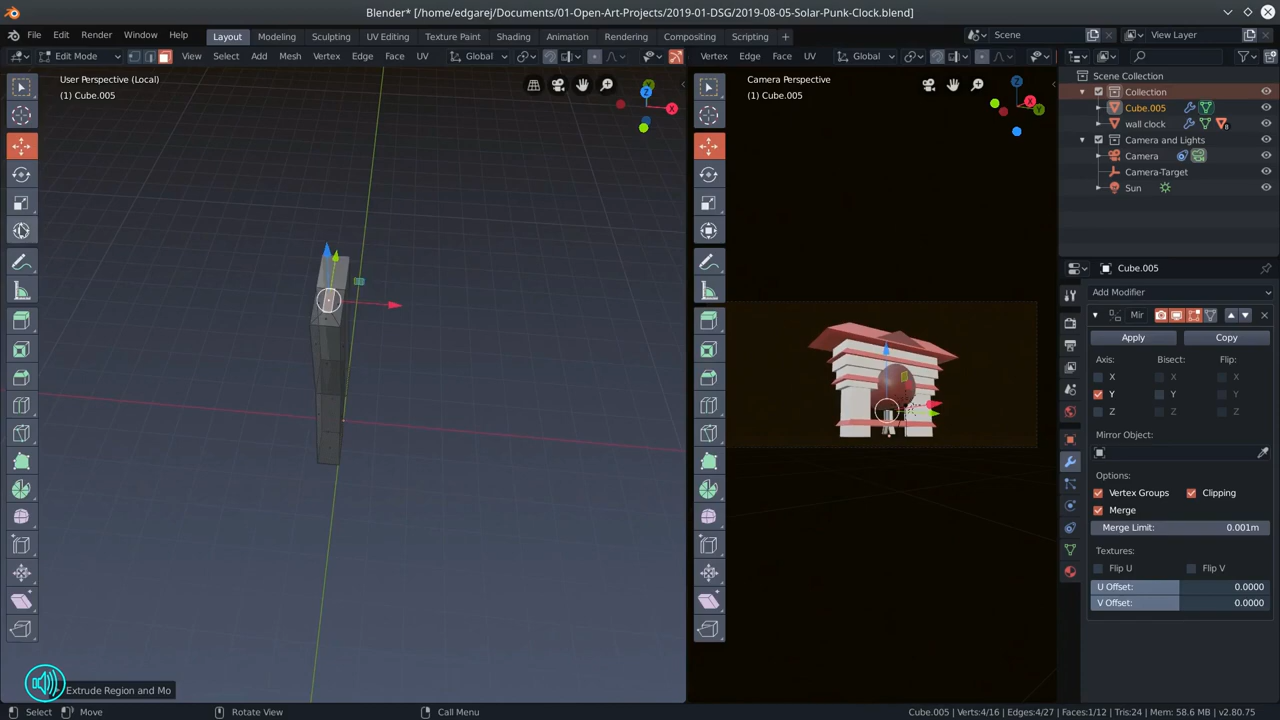 Blender* [/home/edgarej/Documents/01-Open-Art-Projects/2019-01-DSG/2019-08-05-Solar-Punk-Clock.blend]
File Edit Render Window Help Layout Modeling Sculpting UV Editing Texture Paint Shading Animation Rendering Compositing Scripting + Scene View Layer
Edit Mode View Select Add Mesh Vertex Edge Face UV Global Vertex Edge Face UV Global
User Perspective (Local)
(1) Cube.005
X
Y
Z
Camera Perspective
(1) Cube.005
Z
X
Y
Scene Collection
Collection
Cube.005
wall clock
8
Camera and Lights
Camera
Camera-Target
Sun
Cube.005
Add Modifier
Mir
Apply Copy
Axis: Bisect: Flip:
X X X
Y Y Y
Z Z Z
Mirror Object:
Options:
Vertex Groups Clipping
Merge
Merge Limit: 0.001m
Textures:
Flip U Flip V
U Offset: 0.0000
V Offset: 0.0000
Extrude Region and Mo
Select Move Rotate View Call Menu Cube.005 | Verts:4/16 | Edges:4/27 | Faces:1/12 | Tris:24 | Mem: 58.6 MB | v2.80.75